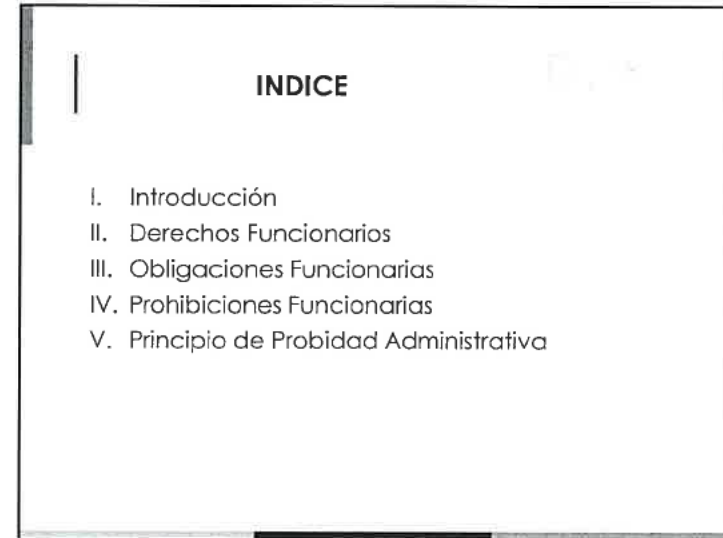 INDICE
I. Introducción
II. Derechos Funcionarios
III. Obligaciones Funcionarias
IV. Prohibiciones Funcionarias
V. Principio de Probidad Administrativa